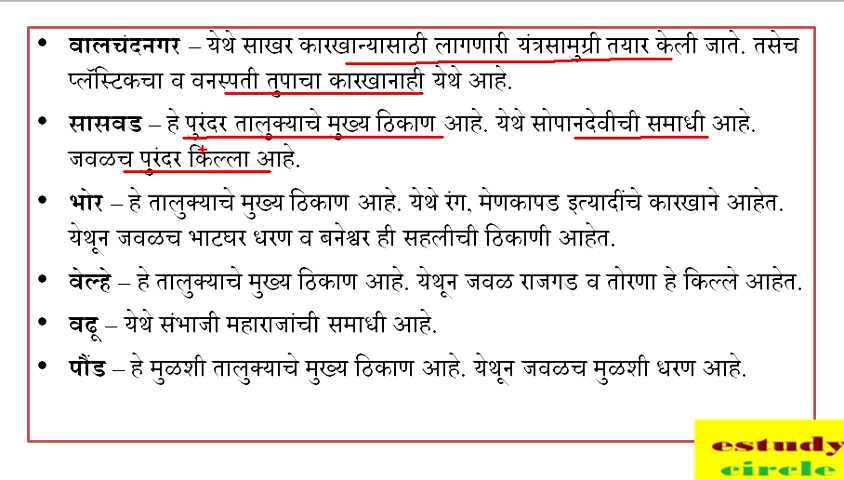 • वालचंदनगर – येथे साखर कारखान्यासाठी लागणारी यंत्रसामुग्री तयार केली जाते. तसेच
प्लॅस्टिकचा व वनस्पती तुपाचा कारखानाही येथे आहे.
• सासवड – हे पुरंदर तालुक्याचे मुख्य ठिकाण आहे. येथे सोपानदेवीची समाधी आहे.
जवळच पुरंदर किल्ला आहे.
• भोर – हे तालुक्याचे मुख्य ठिकाण आहे. येथे रंग, मेणकापड इत्यादींचे कारखाने आहेत.
येथून जवळच भाटघर धरण व बनेश्वर ही सहलीची ठिकाणी आहेत.
• वेल्हे – हे तालुक्याचे मुख्य ठिकाण आहे. येथून जवळ राजगड व तोरणा हे किल्ले आहेत.
• वढू – येथे संभाजी महाराजांची समाधी आहे.
• पौंड – हे मुळशी तालुक्याचे मुख्य ठिकाण आहे. येथून जवळच मुळशी धरण आहे.
estudy
circle